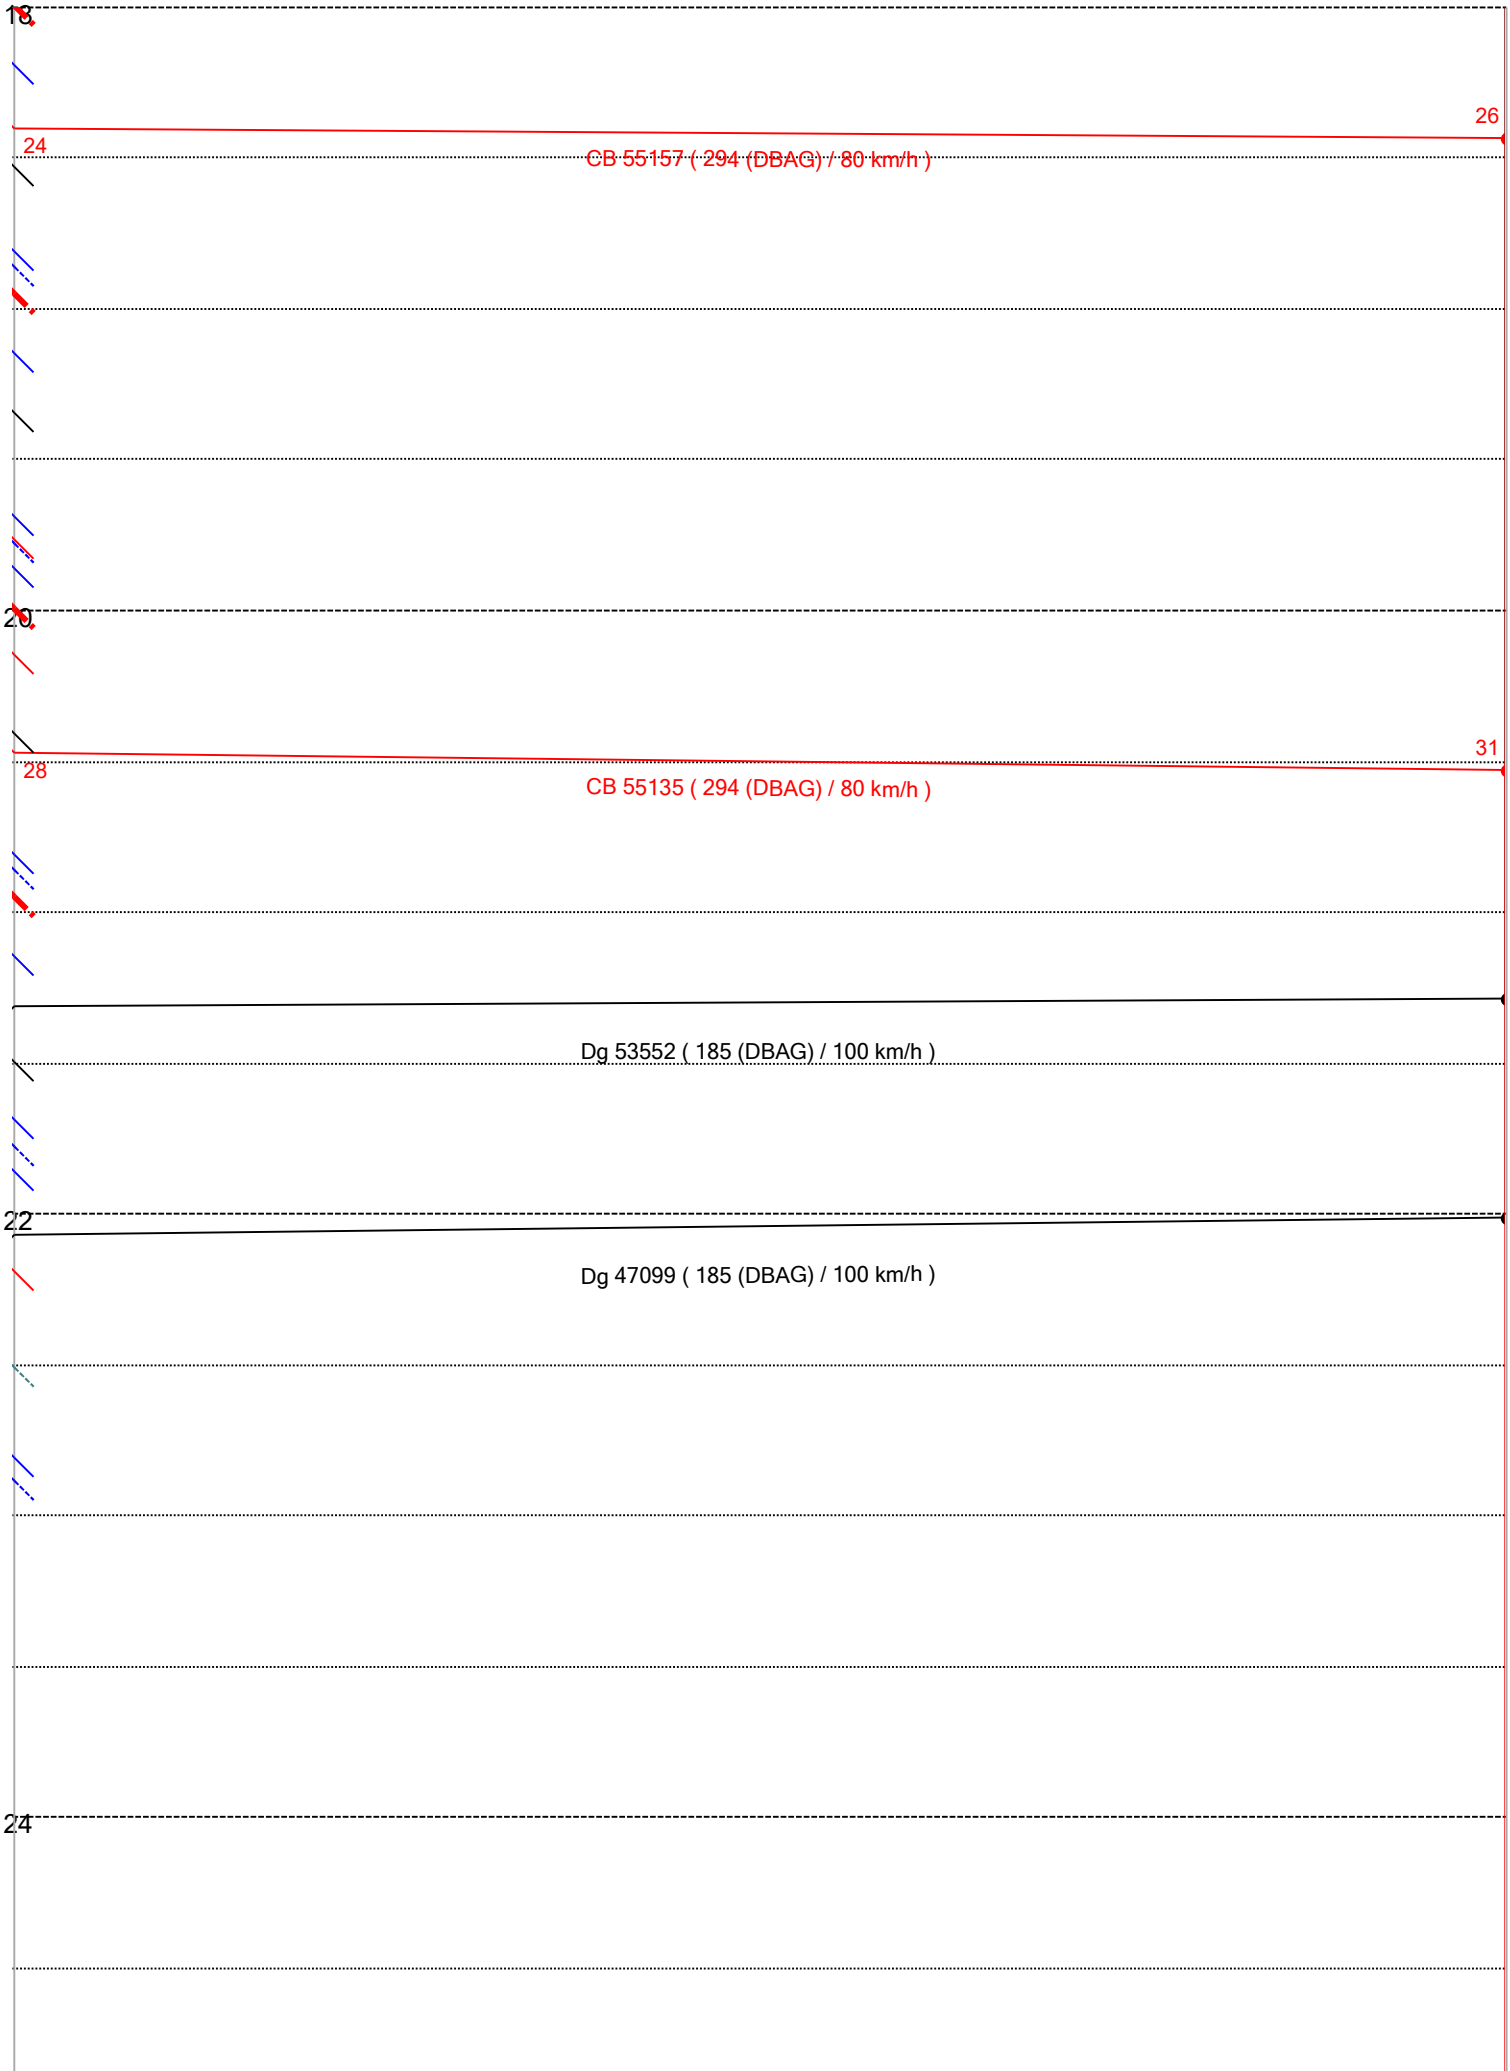 18
26
24
CB 55157 ( 294 (DBAG) / 80 km/h )
20
31
28
CB 55135 ( 294 (DBAG) / 80 km/h )
Dg 53552 ( 185 (DBAG) / 100 km/h )
22
Dg 47099 ( 185 (DBAG) / 100 km/h )
24